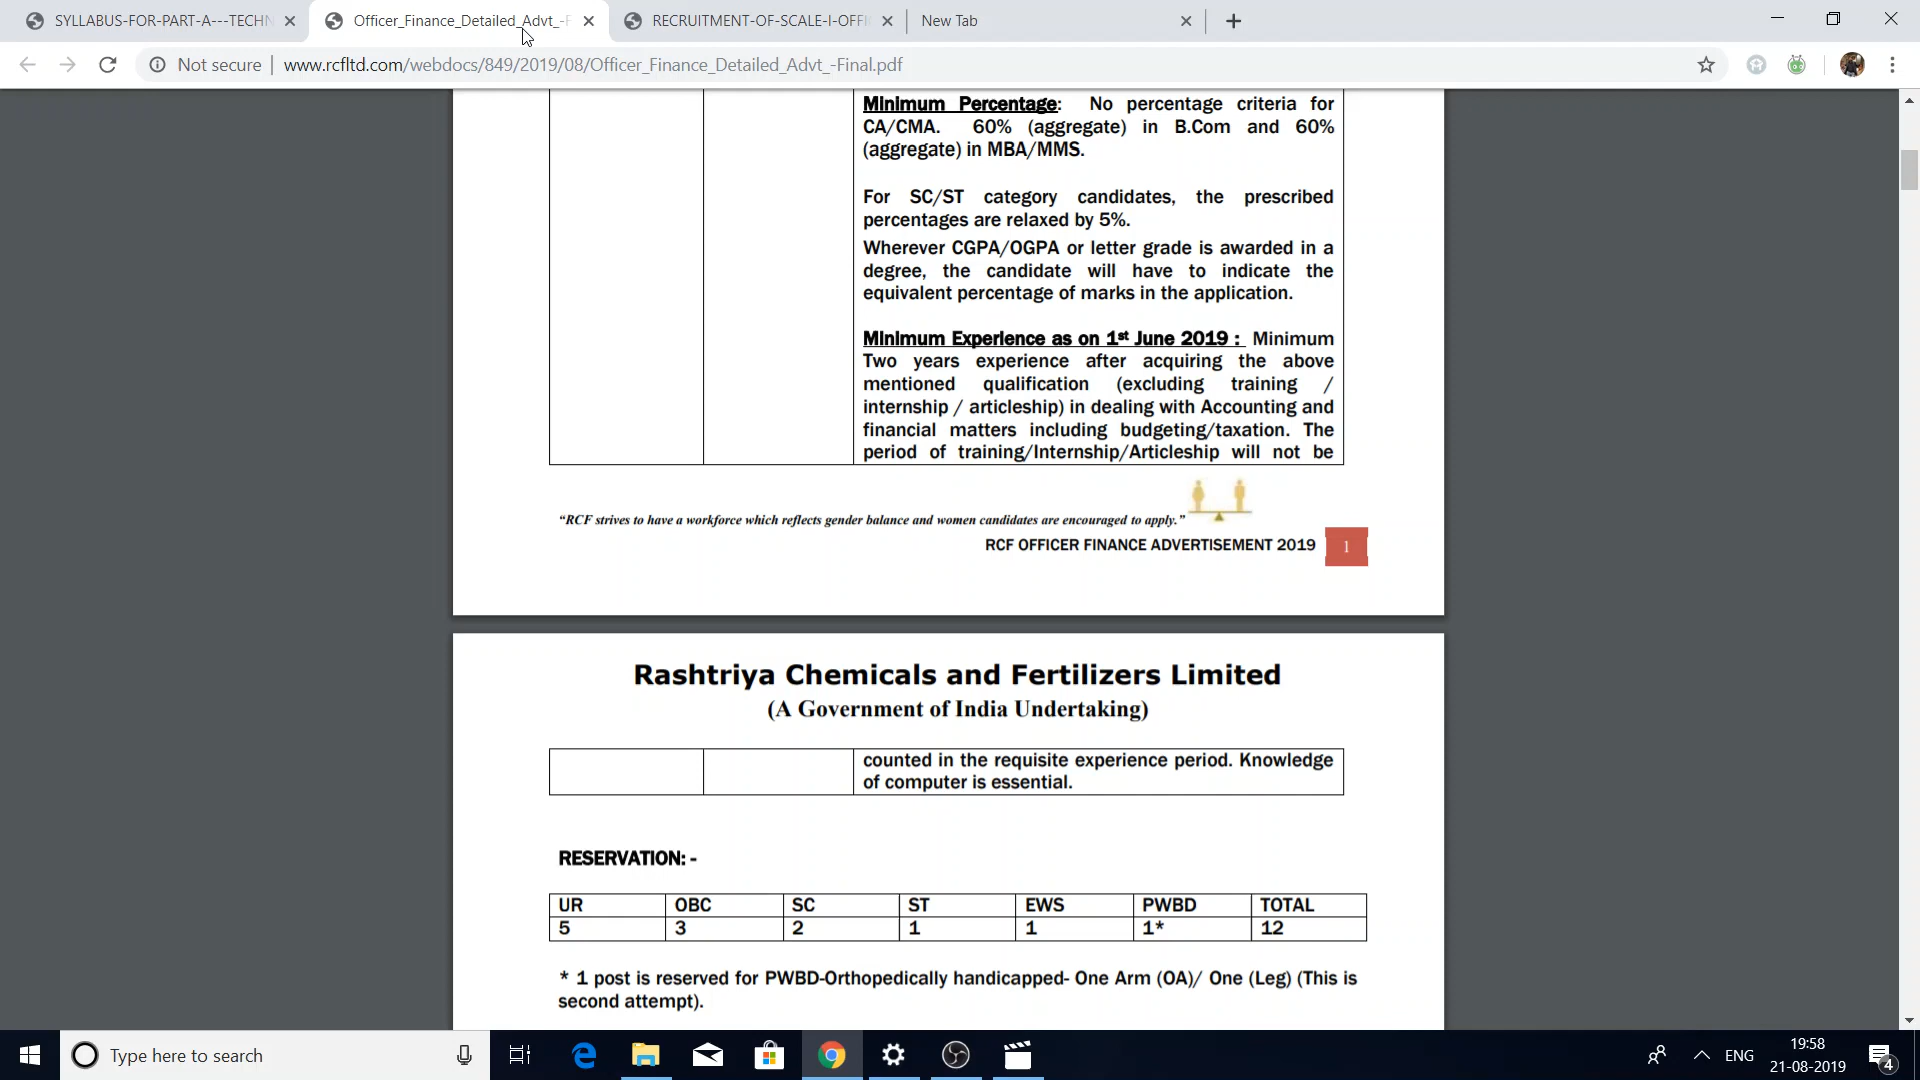 SYLLABUS-FOR-PART-A---TECHN
Officer_Finance_Detailed_Advt_-F
RECRUITMENT-OF-SCALE-I-OFFI
New Tab
Not secure
www.rcfltd.com/webdocs/849/2019/08/Officer_Finance_Detailed_Advt_-Final.pdf
Minimum Percentage: No percentage criteria for
CA/CMA. 60% (aggregate) in B.Com and 60%
(aggregate) in MBA/MMS.
For SC/ST category candidates, the prescribed
percentages are relaxed by 5%.
Wherever CGPA/OGPA or letter grade is awarded in a
degree, the candidate will have to indicate the
equivalent percentage of marks in the application.
Minimum Experience as on 1st June 2019 : Minimum
Two years experience after acquiring the above
mentioned qualification (excluding training /
internship / articleship) in dealing with Accounting and
financial matters including budgeting/taxation. The
period of training/Internship/Articleship will not be
"RCF strives to have a workforce which reflects gender balance and women candidates are encouraged to apply."
RCF OFFICER FINANCE ADVERTISEMENT 2019 1
Rashtriya Chemicals and Fertilizers Limited
(A Government of India Undertaking)
counted in the requisite experience period. Knowledge
of computer is essential.
RESERVATION: -
UR OBC SC ST EWS PWBD TOTAL
5 3 2 1 1 1* 12
* 1 post is reserved for PWBD-Orthopedically handicapped- One Arm (OA)/ One (Leg) (This is
second attempt).
Type here to search
ENG
19:58
21-08-2019
4